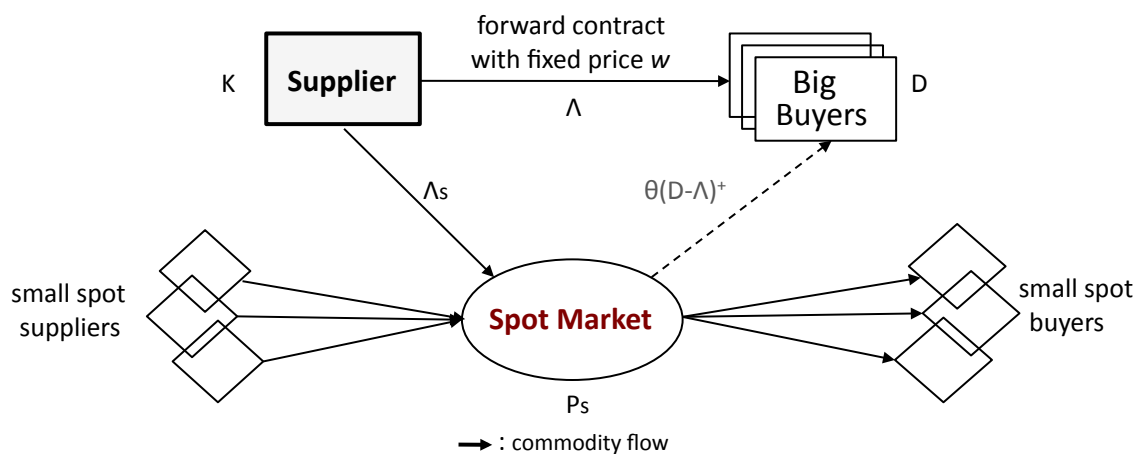 forward contract
with fixed price w
K
Supplier
Λ
Big
Buyers
D
Λs
θ(D-Λ)⁺
small spot
suppliers
Spot Market
small spot
buyers
Ps
: commodity flow